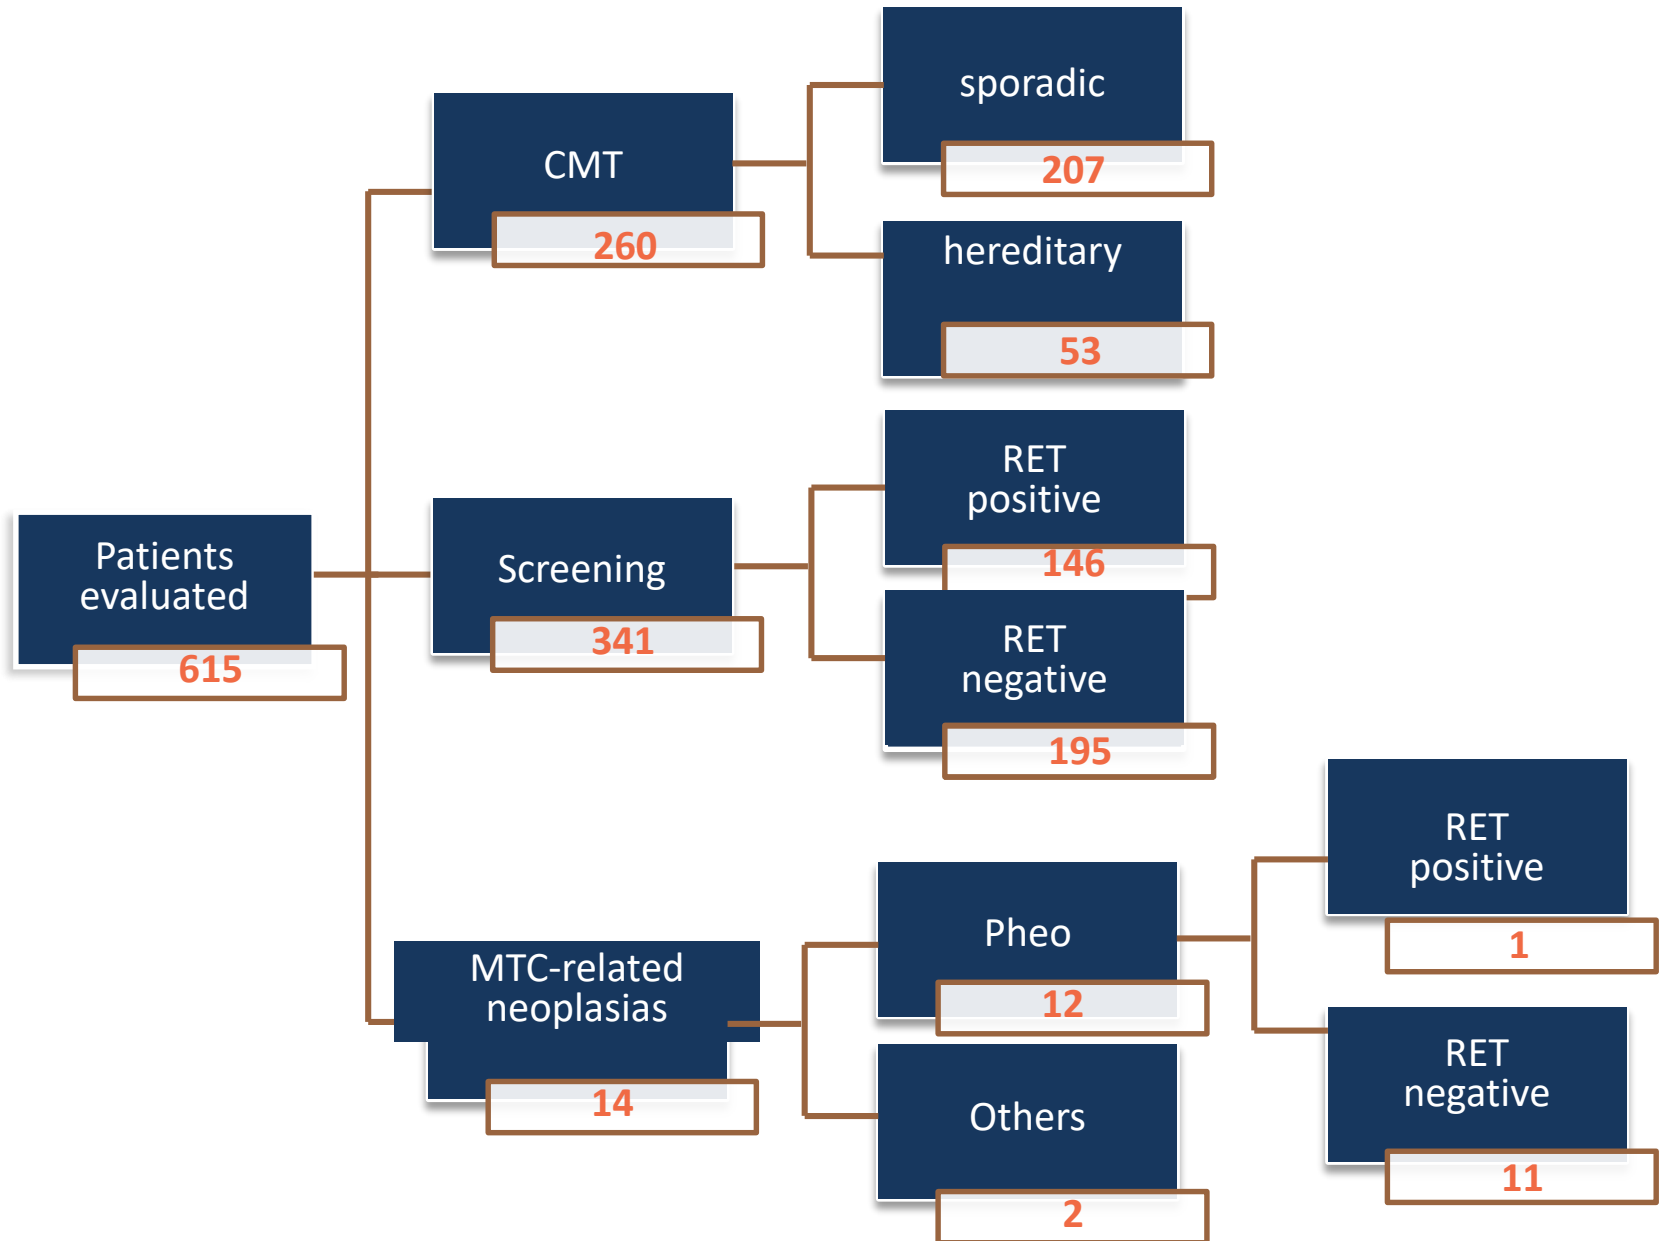 Patients
evaluated
615
CMT
260
sporadic
207
hereditary
53
Screening
341
RET
positive
146
RET
negative
195
MTC-related
neoplasias
14
Pheo
12
RET
positive
1
RET
negative
11
Others
2